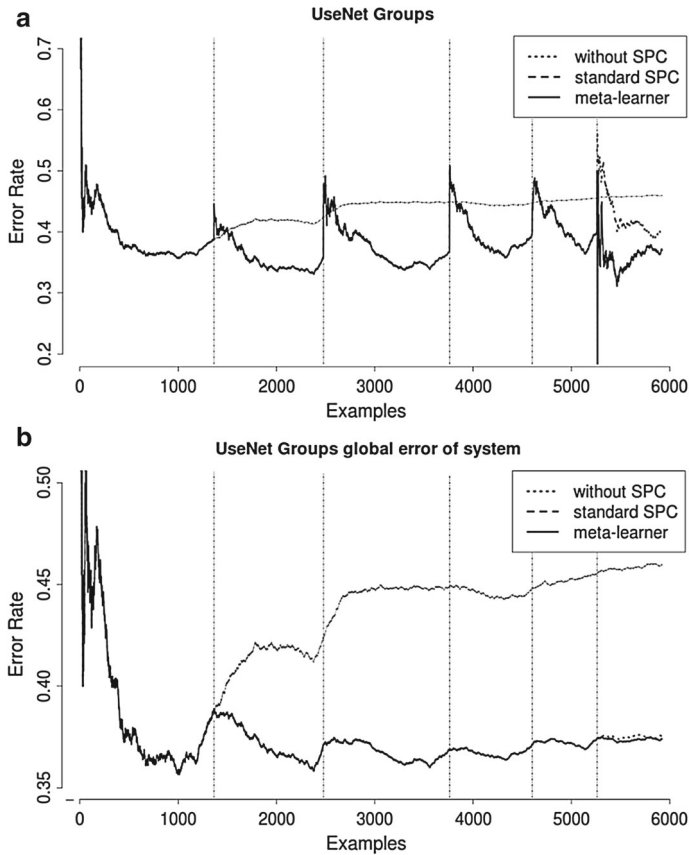 a
UseNet Groups
0.7
0.6
0.5
0.4
0.3
0.2
Error Rate
without SPC
standard SPC
meta-learner
0 1000 2000 3000 4000 5000 6000
Examples
b
UseNet Groups global error of system
0.50
0.45
0.40
0.35
Error Rate
without SPC
standard SPC
meta-learner
0 1000 2000 3000 4000 5000 6000
Examples